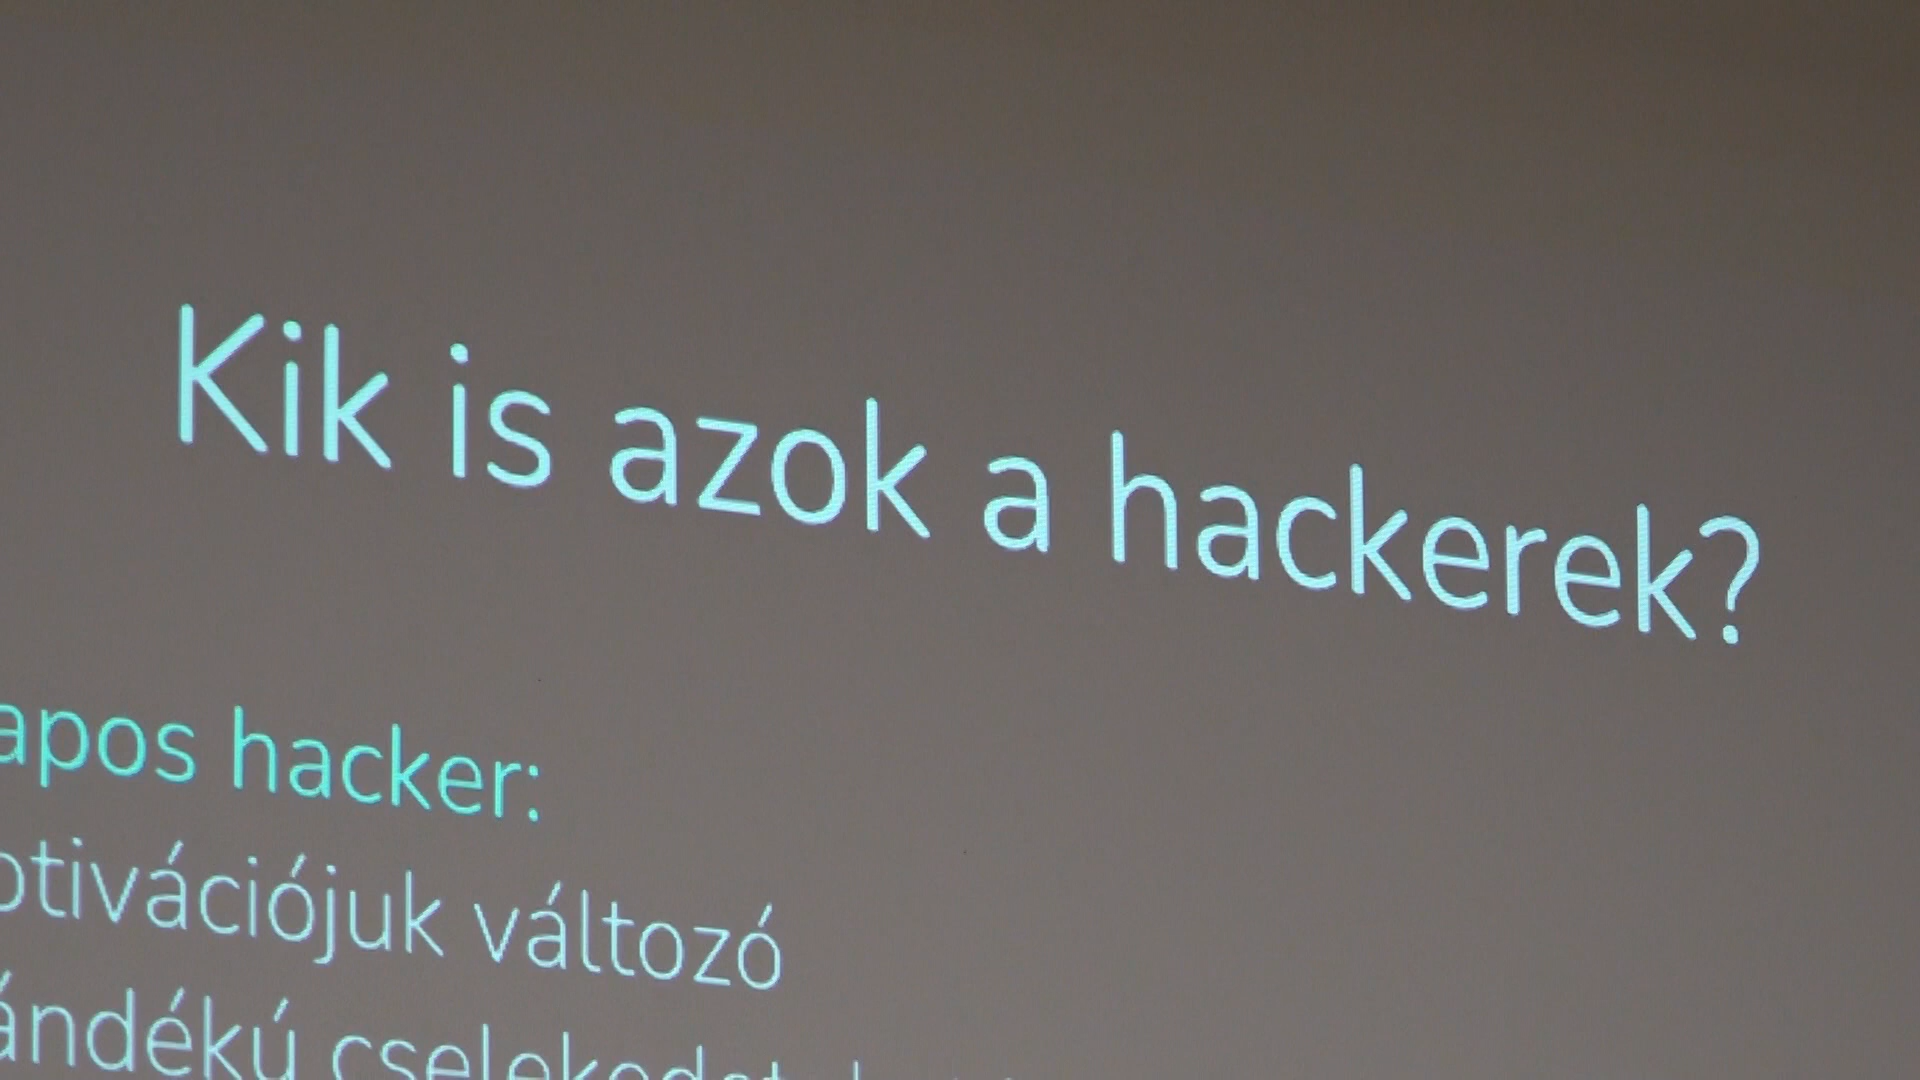 Kik is azok a hackerek?
apos hacker:
otivációjuk változó
ándékú